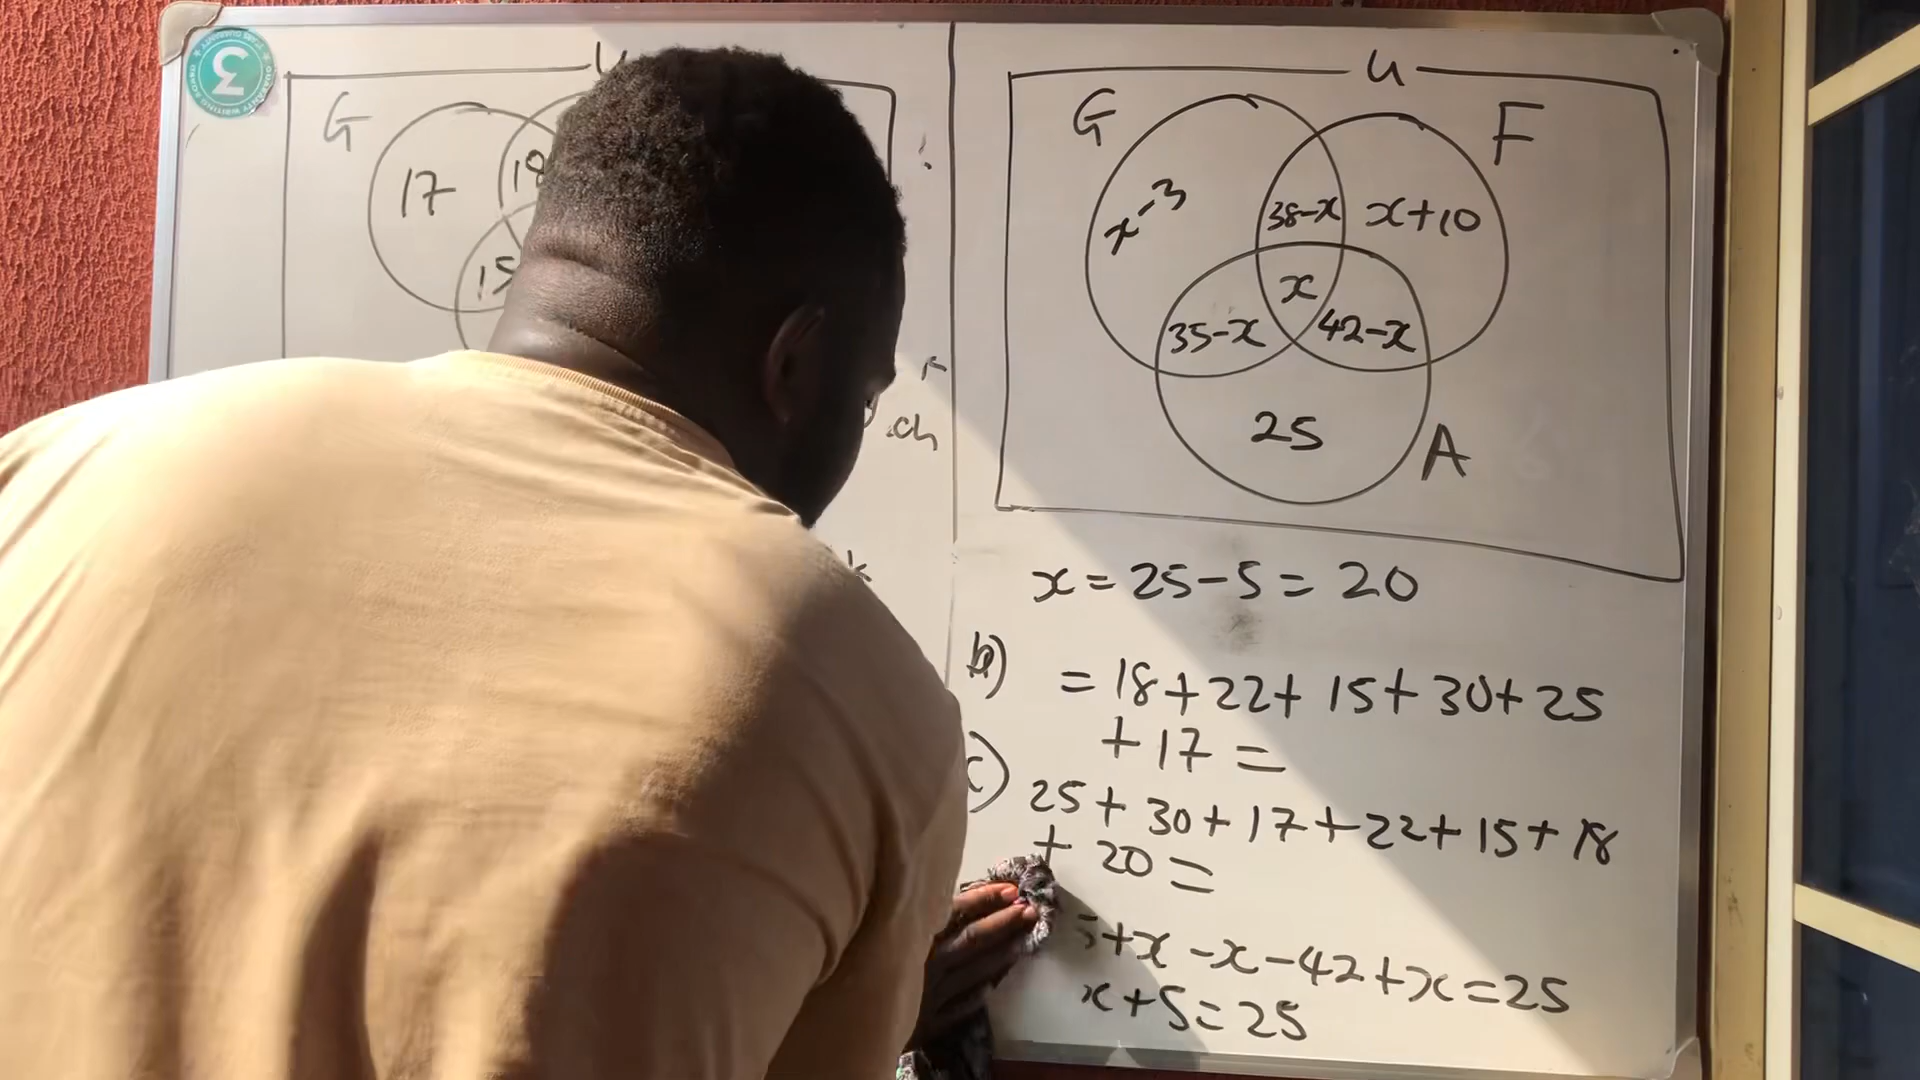 U
G
17
18
15
ch
U
G
F
x-3
38-x
x+10
x
35-x
42-x
25
A
x = 25-5 = 20
b) = 18+22+15+30+25
+17 =
c) 25+30+17+22+15+18
+ 20 =
+x-x-42+x=25
x+5=25